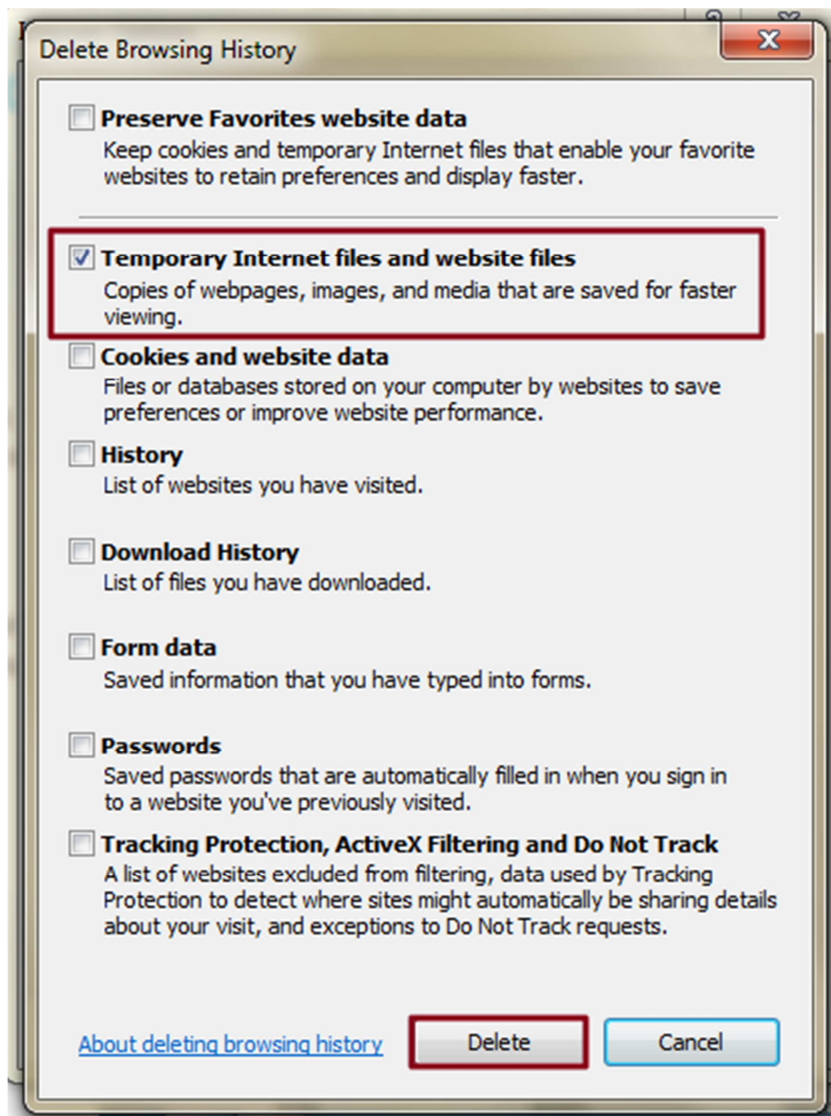 Delete Browsing History
Preserve Favorites website data
Keep cookies and temporary Internet files that enable your favorite
websites to retain preferences and display faster.
Temporary Internet files and website files
Copies of webpages, images, and media that are saved for faster
viewing.
Cookies and website data
Files or databases stored on your computer by websites to save
preferences or improve website performance.
History
List of websites you have visited.
Download History
List of files you have downloaded.
Form data
Saved information that you have typed into forms.
Passwords
Saved passwords that are automatically filled in when you sign in
to a website you've previously visited.
Tracking Protection, ActiveX Filtering and Do Not Track
A list of websites excluded from filtering, data used by Tracking
Protection to detect where sites might automatically be sharing details
about your visit, and exceptions to Do Not Track requests.
About deleting browsing history
Delete
Cancel